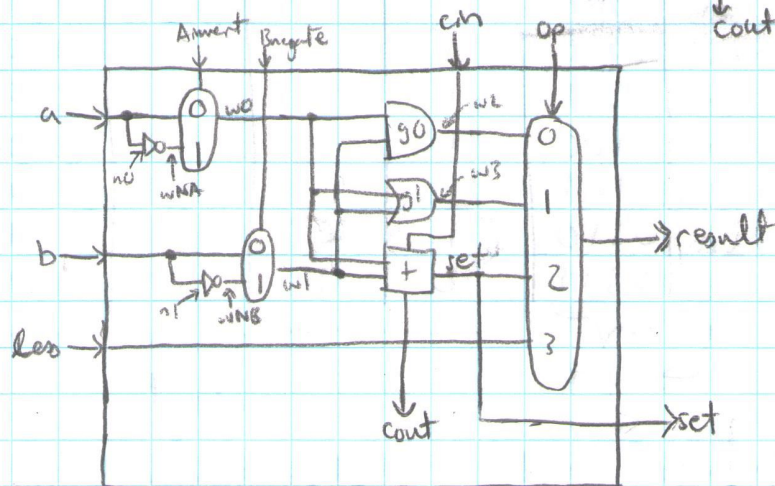 cout
Ainvert Bnegate cin op
a 0 w0 g0 w2 0
n0 1 wNA
g1 w3 1
b 0 + set 2 result
n1 1 wNB w1
less 3
cout set